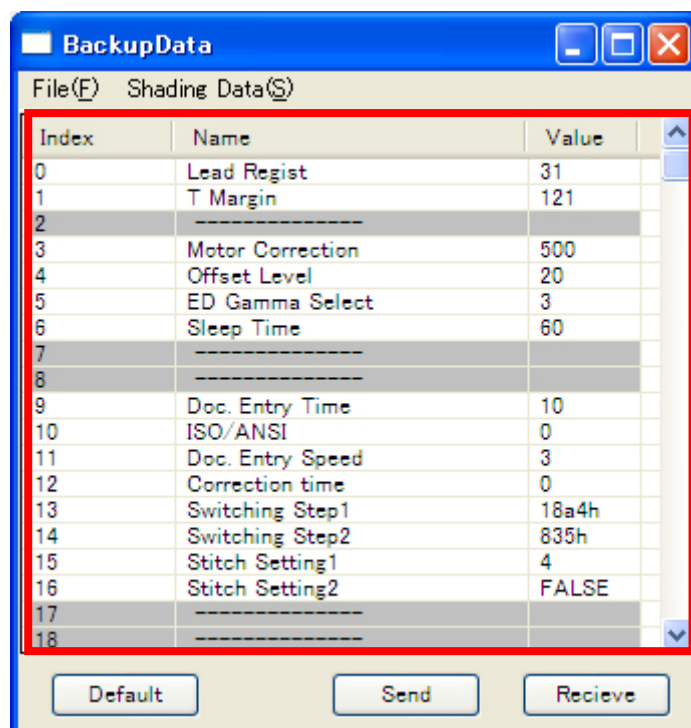 BackupData
File(F) Shading Data(S)
Index Name Value
0 Lead Regist 31
1 T Margin 121
2 --------------
3 Motor Correction 500
4 Offset Level 20
5 ED Gamma Select 3
6 Sleep Time 60
7 --------------
8 --------------
9 Doc. Entry Time 10
10 ISO/ANSI 0
11 Doc. Entry Speed 3
12 Correction time 0
13 Switching Step1 18a4h
14 Switching Step2 835h
15 Stitch Setting1 4
16 Stitch Setting2 FALSE
17 --------------
18 --------------
Default Send Recieve